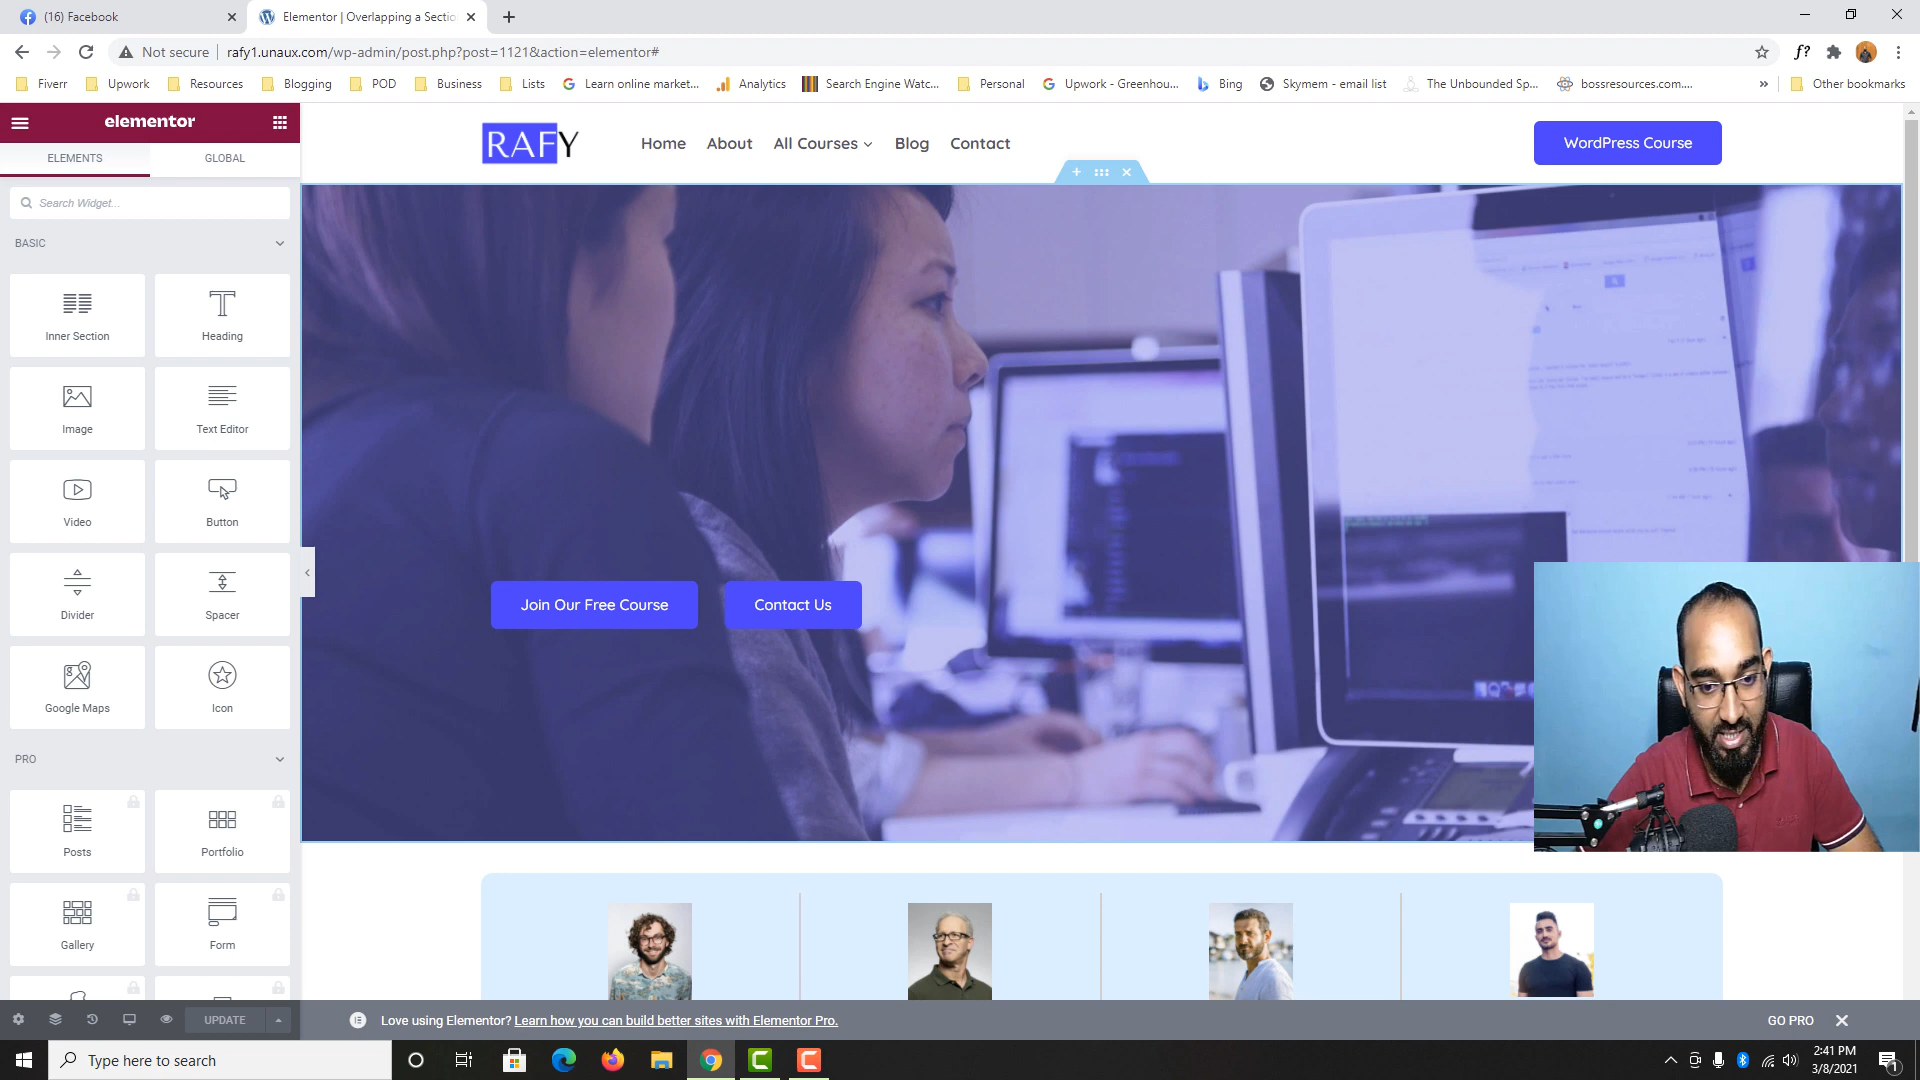 (16) Facebook
Elementor | Overlapping a Sectio
Not secure
rafy1.unaux.com/wp-admin/post.php?post=1121&action=elementor#
f?
Fiverr
Upwork
Resources
Blogging
POD
Business
Lists
Learn online market...
Analytics
Search Engine Watc...
Personal
Upwork - Greenhou...
Bing
Skymem - email list
The Unbounded Sp...
bossresources.com....
Other bookmarks
elementor
ELEMENTS
GLOBAL
Search Widget...
BASIC
Inner Section
Heading
Image
Text Editor
Video
Button
Divider
Spacer
Google Maps
Icon
PRO
Posts
Portfolio
Gallery
Form
UPDATE
RAFY
Home
About
All Courses
Blog
Contact
WordPress Course
Join Our Free Course
Contact Us
Love using Elementor? Learn how you can build better sites with Elementor Pro.
GO PRO
Type here to search
2:41 PM
3/8/2021
1